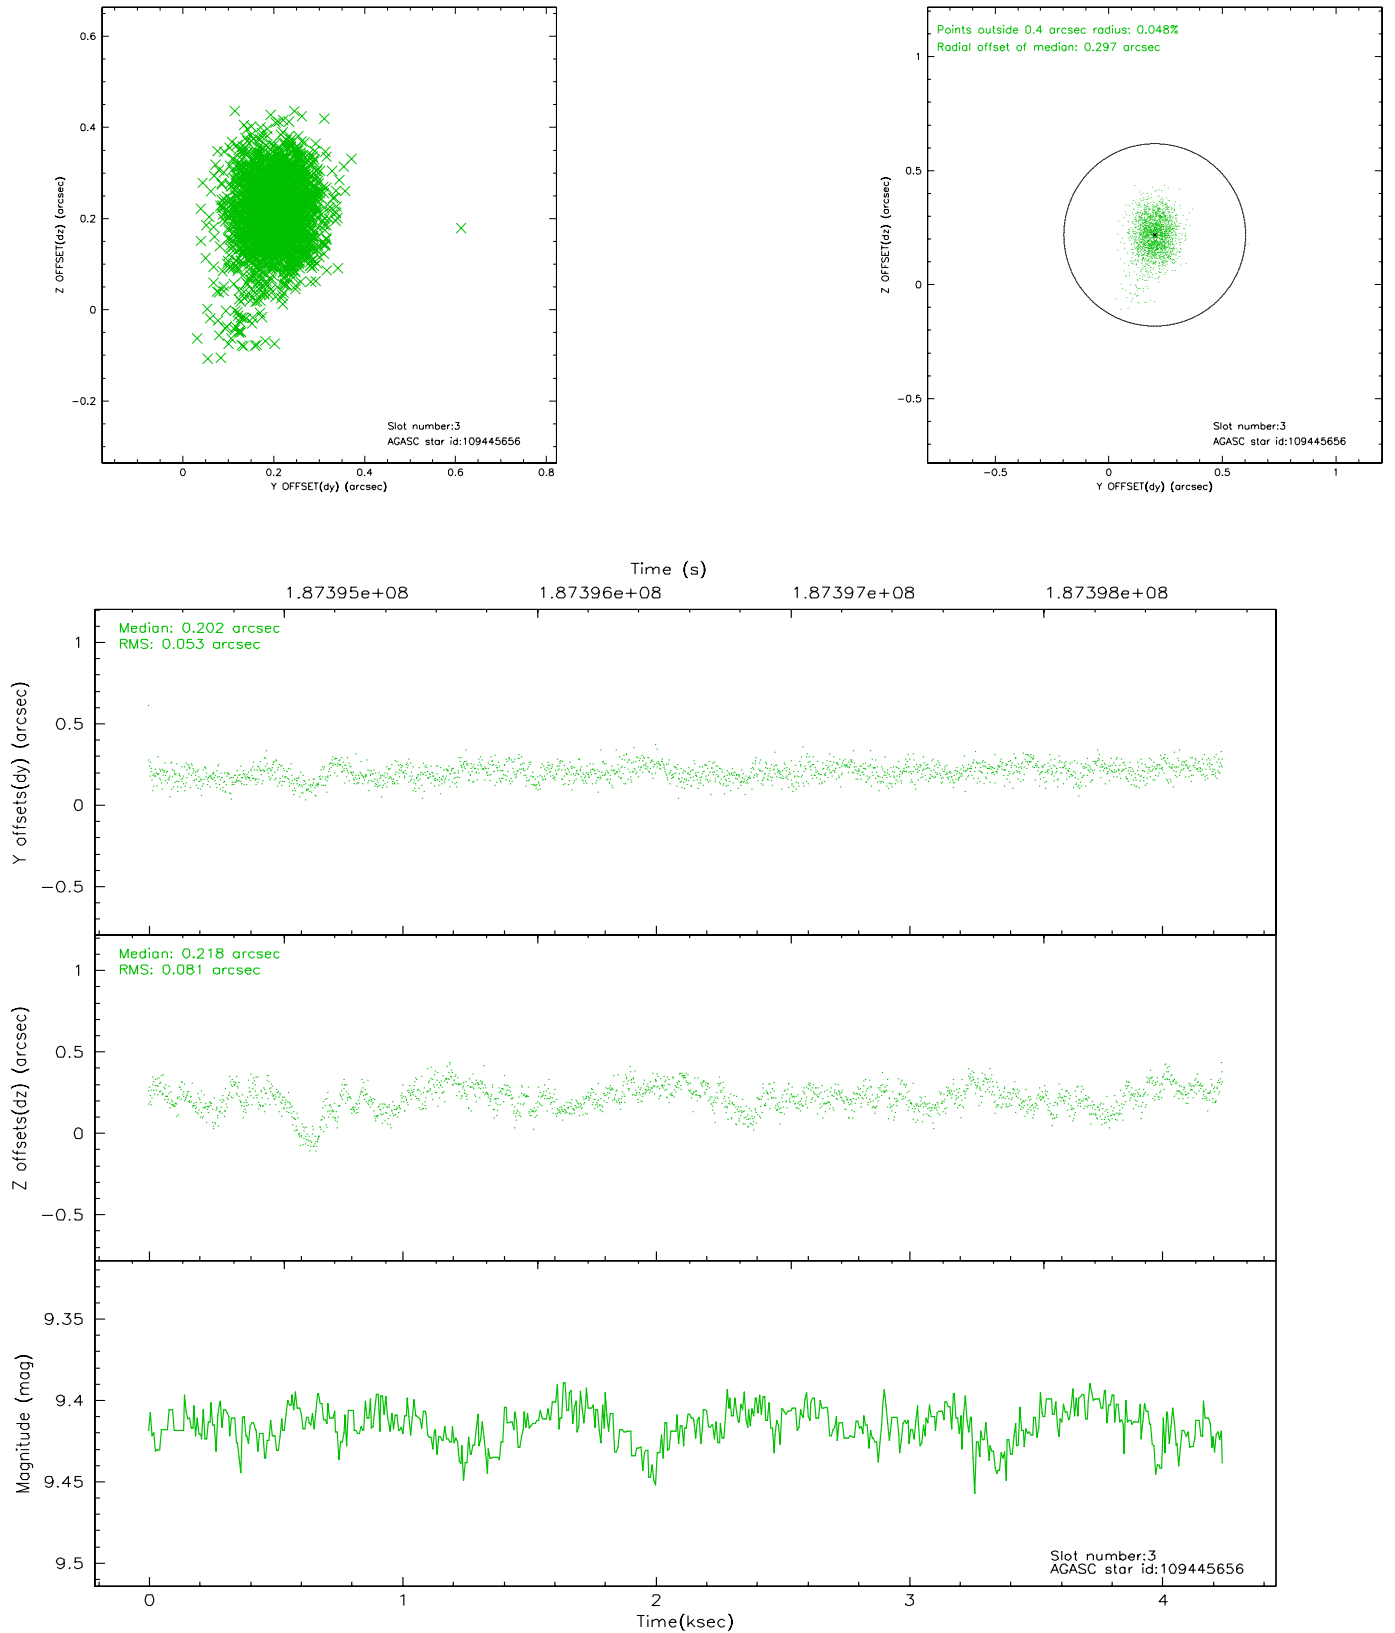 0.6
0.4
0.2
0
−0.2
Z OFFSET(dz) (arcsec)
Slot number:3
AGASC star id:109445656
0
0.2
0.4
0.6
0.8
Y OFFSET(dy) (arcsec)
Points outside 0.4 arcsec radius: 0.048%
Radial offset of median: 0.297 arcsec
1
0.5
0
−0.5
Z OFFSET(dz) (arcsec)
Slot number:3
AGASC star id:109445656
−0.5
0
0.5
1
Y OFFSET(dy) (arcsec)
Time (s)
1.87395e+08
1.87396e+08
1.87397e+08
1.87398e+08
Median: 0.202 arcsec
RMS: 0.053 arcsec
1
0.5
0
−0.5
Y offsets(dy) (arcsec)
Median: 0.218 arcsec
RMS: 0.081 arcsec
1
0.5
0
−0.5
Z offsets(dz) (arcsec)
9.35
9.4
9.45
9.5
Magnitude (mag)
Slot number:3
AGASC star id:109445656
0
1
2
3
4
Time(ksec)